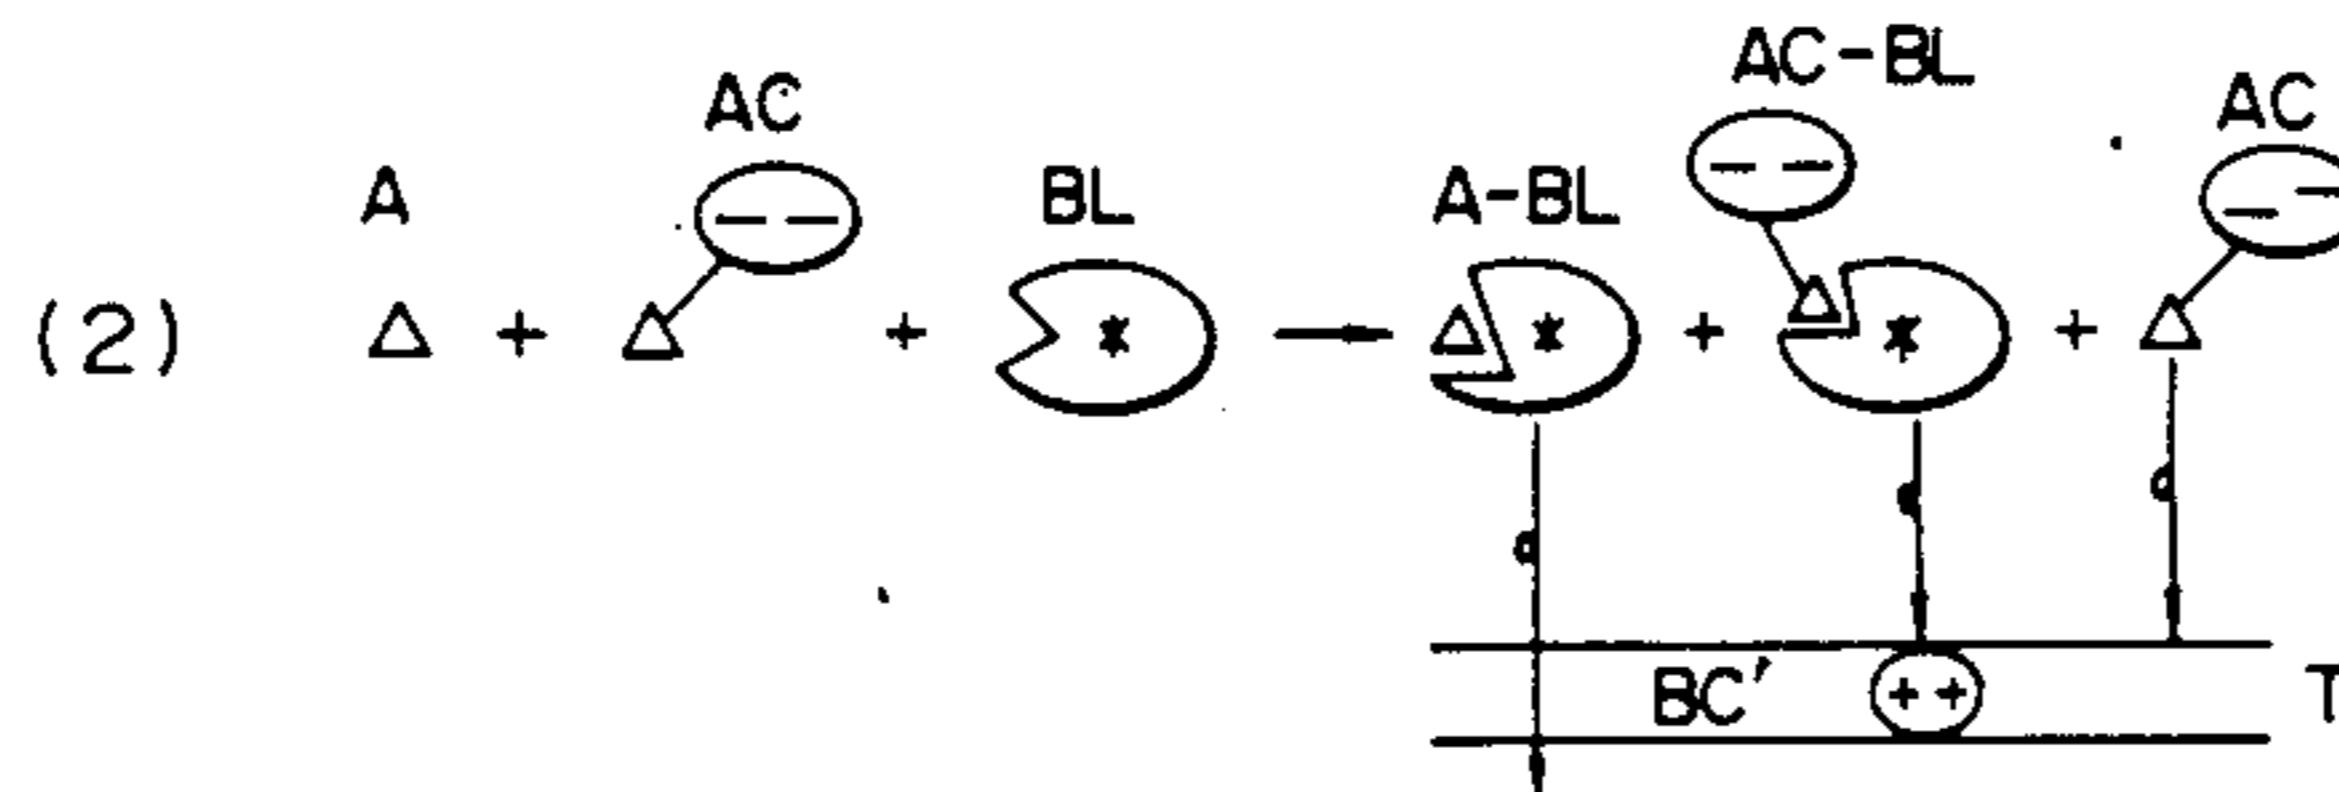 AC-BL
AC
AC
A
BL
A-BL
(2)
+
+
+
+
BC′
++
T